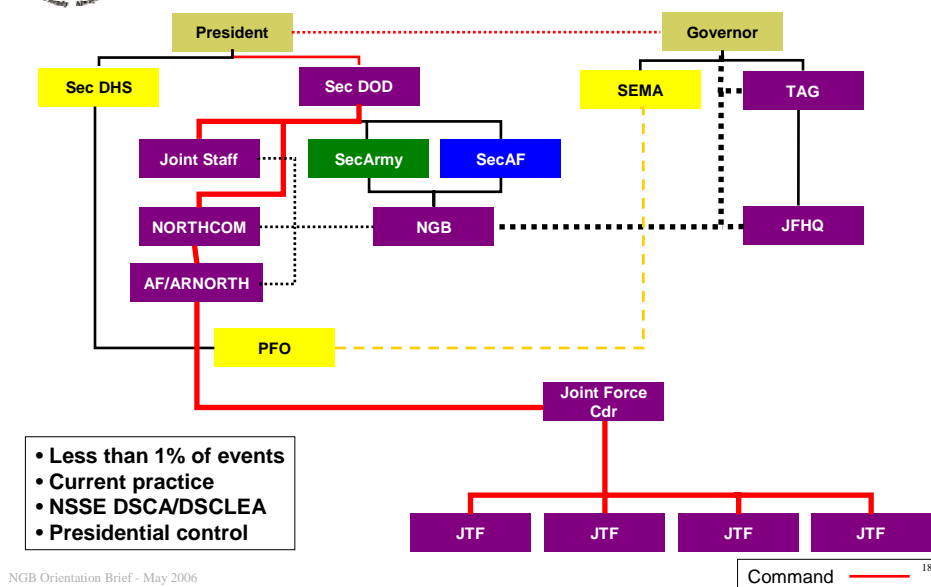 President
Governor
Sec DHS
Sec DOD
SEMA
TAG
Joint Staff
SecArmy
SecAF
NORTHCOM
NGB
JFHQ
AF/ARNORTH
PFO
Joint Force
Cdr
• Less than 1% of events
• Current practice
• NSSE DSCA/DSCLEA
• Presidential control
JTF
JTF
JTF
JTF
NGB Orientation Brief - May 2006
Command
18